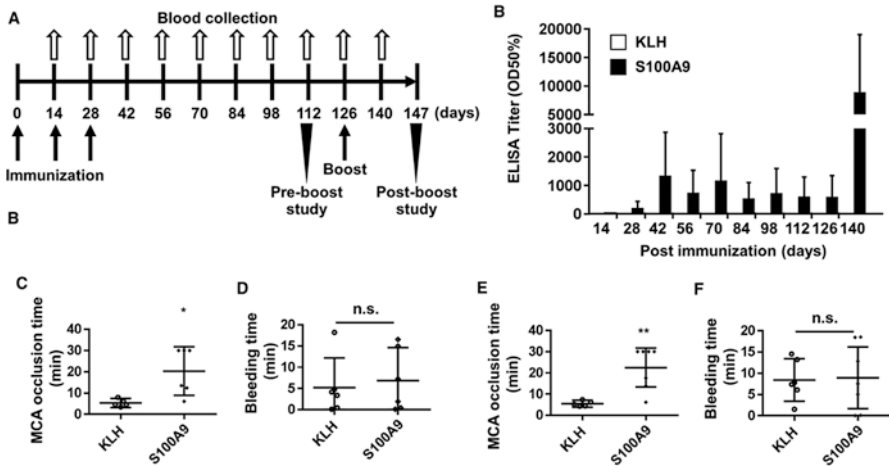 A
Blood collection
0 14 28 42 56 70 84 98 112 126 140 147 (days)
Immunization
Boost
Pre-boost study
Post-boost study
B
B
KLH
S100A9
ELISA Titer (OD50%)
20000
15000
10000
5000
3000
2000
1000
0
14 28 42 56 70 84 98 112 126 140
Post immunization (days)
C
MCA occlusion time (min)
40
30
20
10
0
*
KLH
S100A9
D
Bleeding time (min)
20
15
10
5
0
n.s.
KLH
S100A9
E
MCA occlusion time (min)
40
30
20
10
0
**
KLH
S100A9
F
Bleeding time (min)
20
15
10
5
0
n.s.
KLH
S100A9